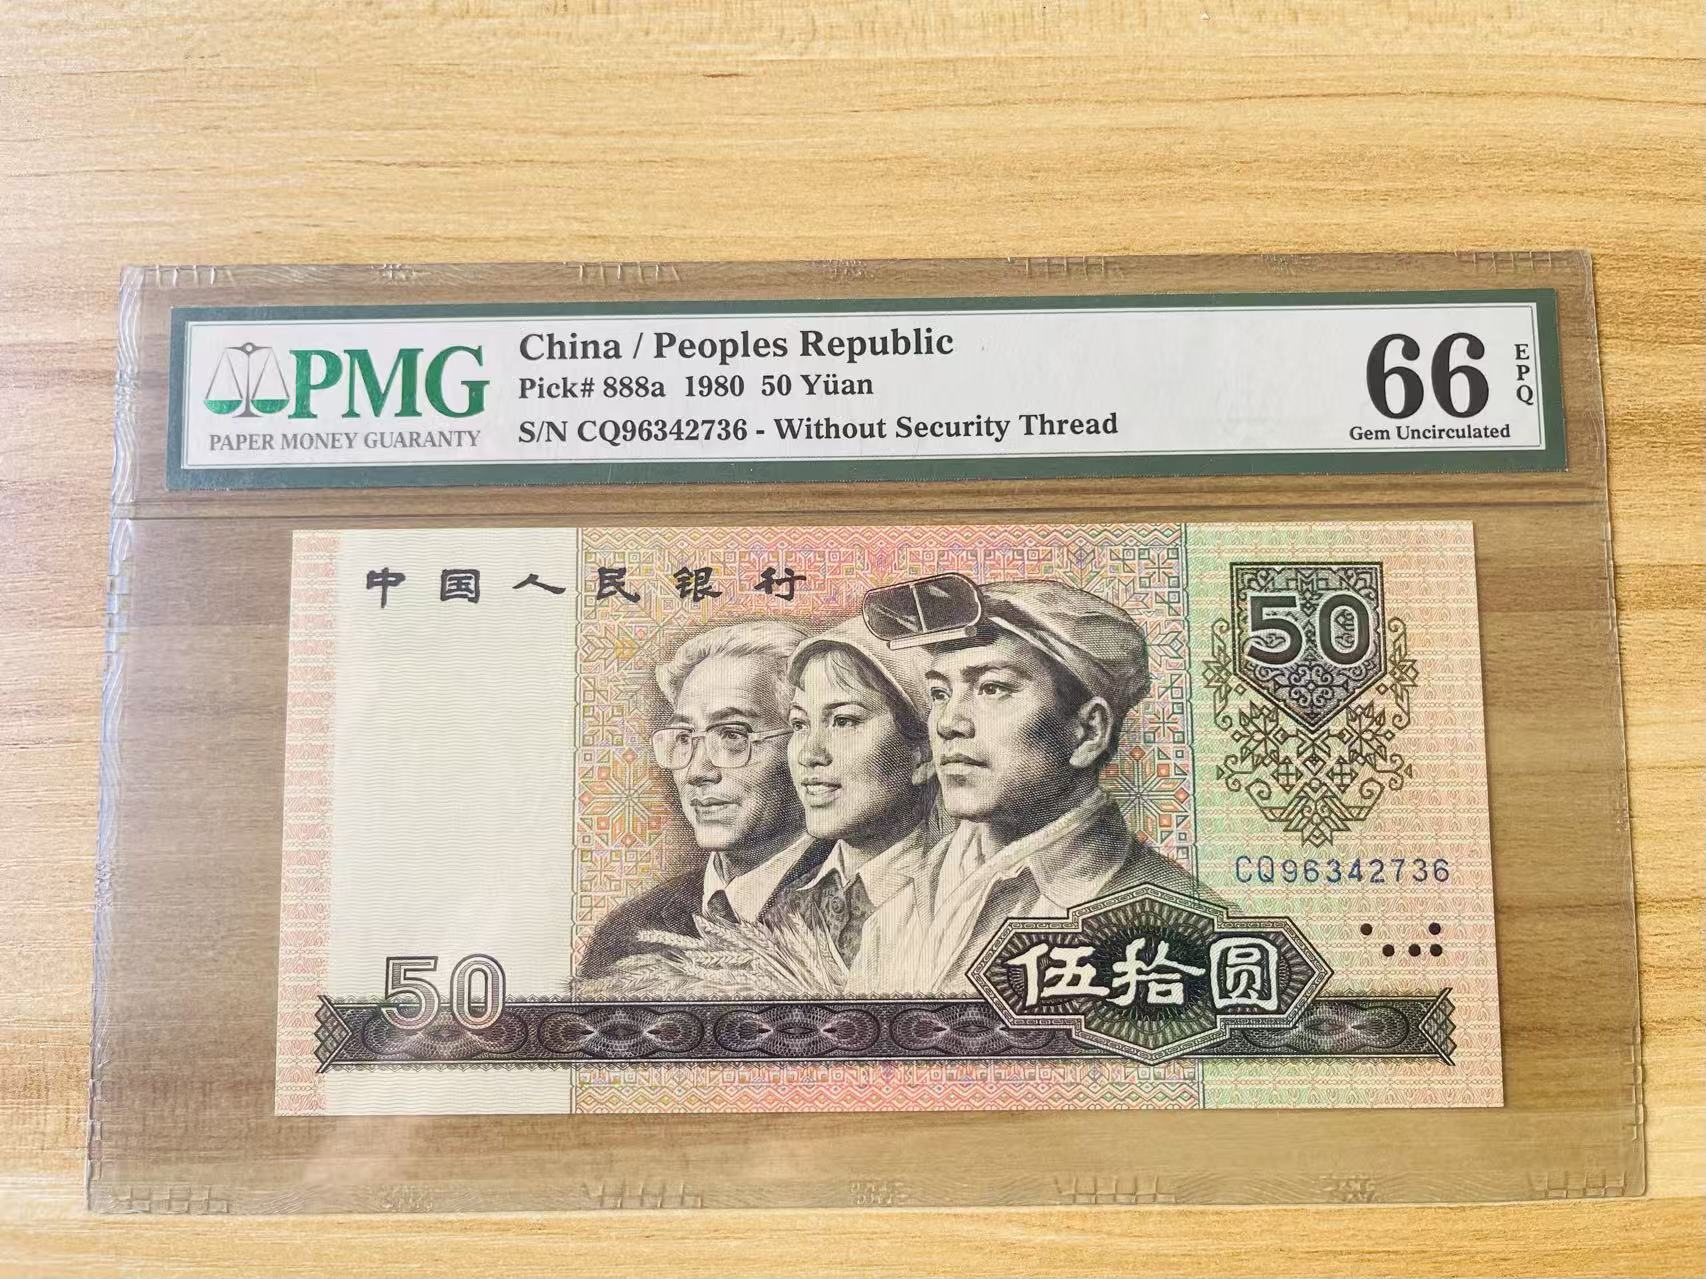 PMG
PAPER MONEY GUARANTY
China / Peoples Republic
Pick# 888a 1980 50 Yüan
S/N CQ96342736 - Without Security Thread
66
EPQ
Gem Uncirculated
中国人民银行
50
CQ96342736
50
伍拾圆